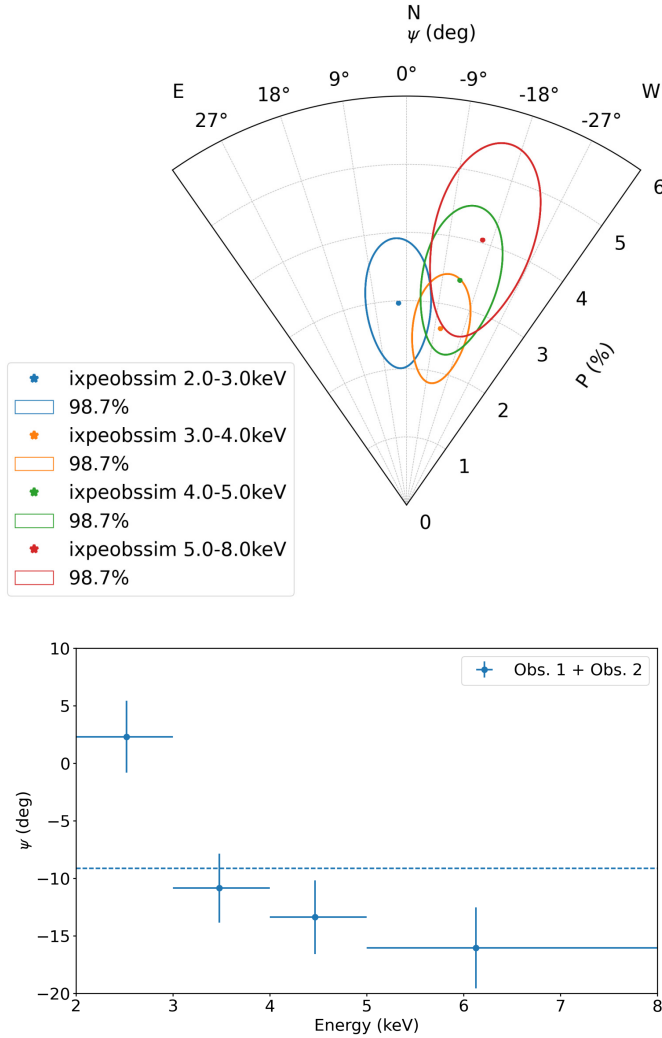 N
ψ (deg)
E
27°
18°
9°
0°
-9°
-18°
-27°
W
6
5
4
3
2
1
0
P (%)
ixpeobssim 2.0-3.0keV
98.7%
ixpeobssim 3.0-4.0keV
98.7%
ixpeobssim 4.0-5.0keV
98.7%
ixpeobssim 5.0-8.0keV
98.7%
10
5
0
−5
−10
−15
−20
ψ (deg)
Obs. 1 + Obs. 2
2
3
4
5
6
7
8
Energy (keV)